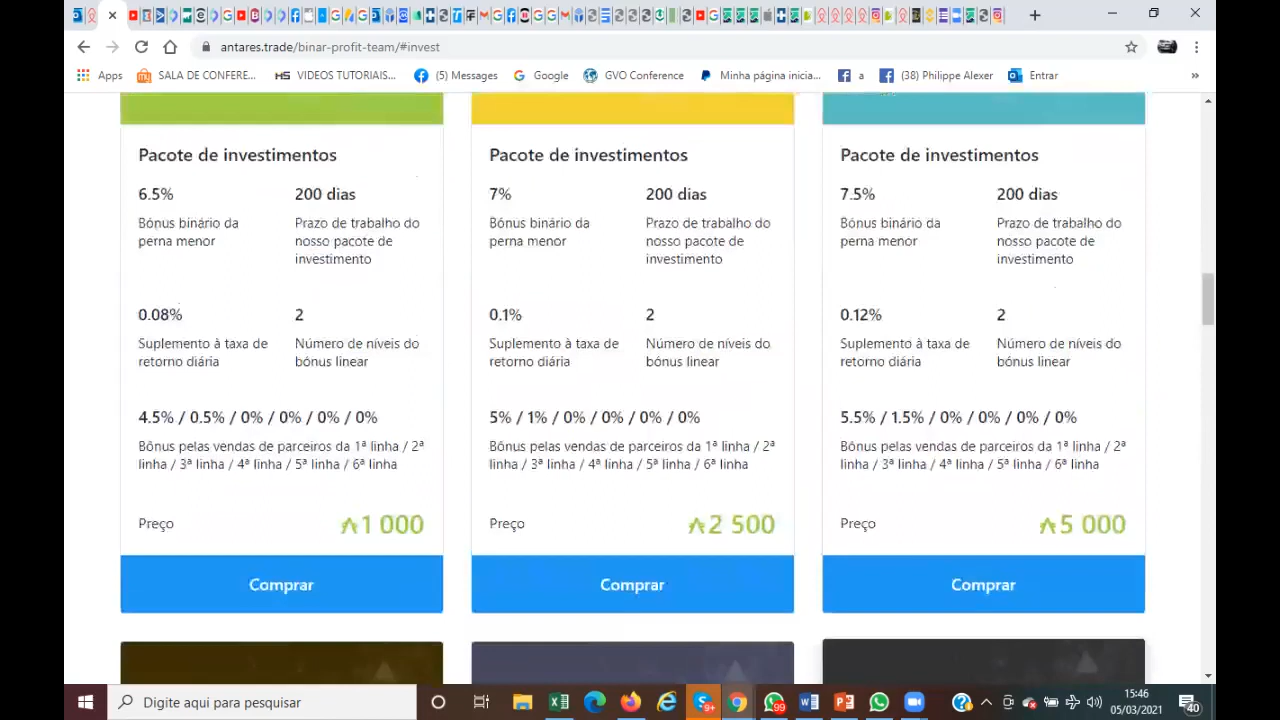 antares.trade/binar-profit-team/#invest
Apps
SALA DE CONFERE...
VIDEOS TUTORIAIS...
(5) Messages
Google
GVO Conference
Minha página inicia...
a
(38) Philippe Alexer
Entrar
»
Pacote de investimentos
6.5%
200 dias
Bónus binário da
perna menor
Prazo de trabalho do
nosso pacote de
investimento
0.08%
2
Suplemento à taxa de
retorno diária
Número de níveis do
bónus linear
4.5% / 0.5% / 0% / 0% / 0% / 0%
Bônus pelas vendas de parceiros da 1ª linha / 2ª
linha / 3ª linha / 4ª linha / 5ª linha / 6ª linha
Preço
1 000
Comprar
Pacote de investimentos
7%
200 dias
Bónus binário da
perna menor
Prazo de trabalho do
nosso pacote de
investimento
0.1%
2
Suplemento à taxa de
retorno diária
Número de níveis do
bónus linear
5% / 1% / 0% / 0% / 0% / 0%
Bônus pelas vendas de parceiros da 1ª linha / 2ª
linha / 3ª linha / 4ª linha / 5ª linha / 6ª linha
Preço
2 500
Comprar
Pacote de investimentos
7.5%
200 dias
Bónus binário da
perna menor
Prazo de trabalho do
nosso pacote de
investimento
0.12%
2
Suplemento à taxa de
retorno diária
Número de níveis do
bónus linear
5.5% / 1.5% / 0% / 0% / 0% / 0%
Bônus pelas vendas de parceiros da 1ª linha / 2ª
linha / 3ª linha / 4ª linha / 5ª linha / 6ª linha
Preço
5 000
Comprar
Digite aqui para pesquisar
9+
99
15:46
05/03/2021
40